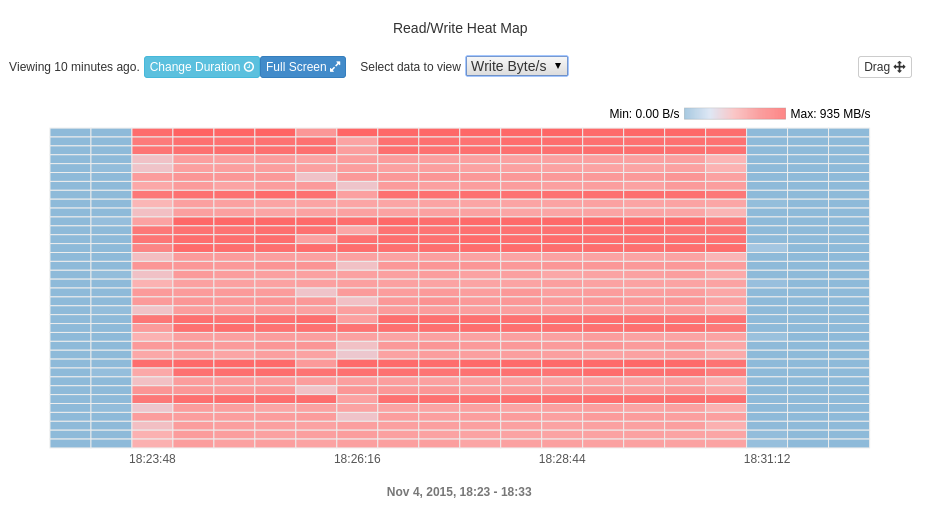 Read/Write Heat Map
Viewing 10 minutes ago. Change Duration Full Screen Select data to view Write Byte/s Drag
Min: 0.00 B/s Max: 935 MB/s
18:23:48 18:26:16 18:28:44 18:31:12
Nov 4, 2015, 18:23 - 18:33